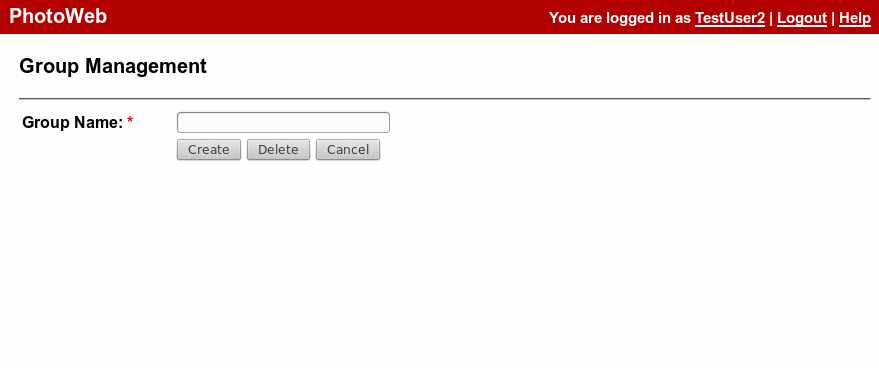 PhotoWeb You are logged in as TestUser2 | Logout | Help
Group Management
Group Name: *
Create Delete Cancel